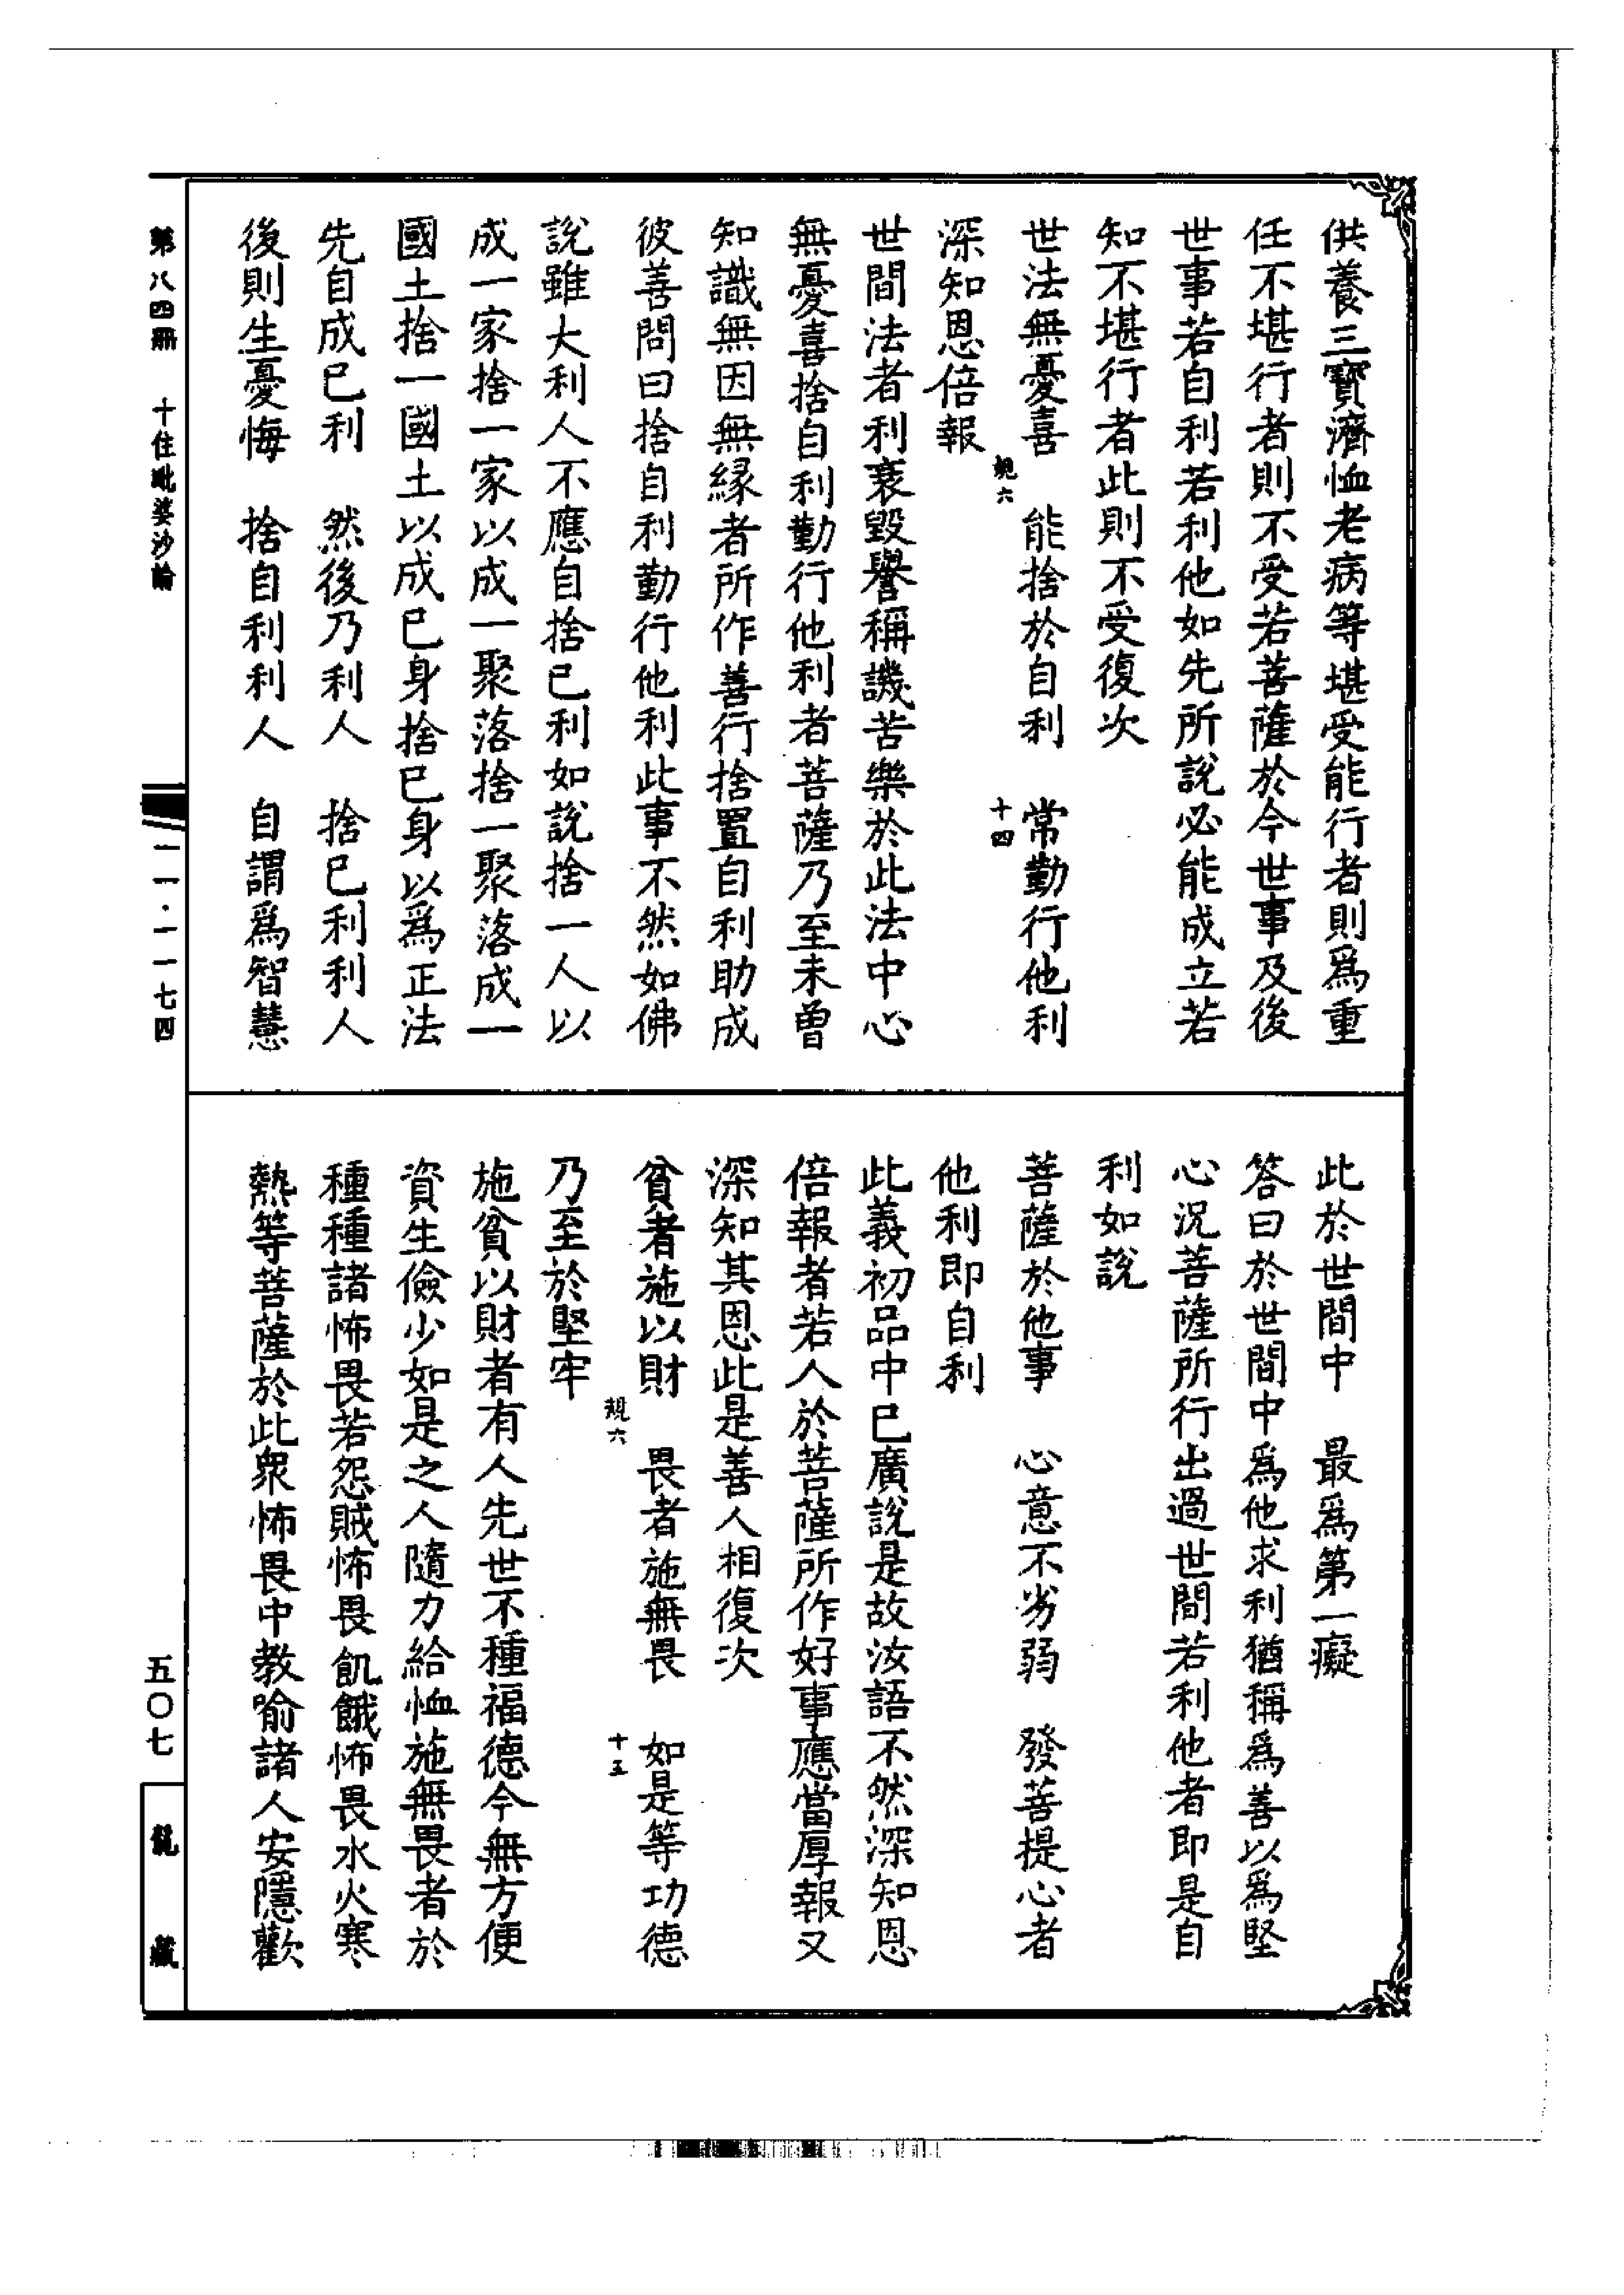 供養三寶濟恤老病等堪受能行者則爲重
任不堪行者則不受若菩薩於今世事及後
世事若自利若利他如先所說必能成立若
知不堪行者此則不受復次
世法無憂喜　能捨於自利　常勤行他利
深知恩倍報
世間法者利衰毀譽稱譏苦樂於此法中心
無憂喜捨自利勤行他利者菩薩乃至未曾
知識無因無緣者所作善行捨置自利助成
彼善問曰捨自利勤行他利此事不然如佛
說雖大利人不應自捨己利如說捨一人以
成一家捨一家以成一聚落捨一聚落成一
國土捨一國土以成己身捨己身以爲正法
先自成己利　然後乃利人　捨己利利人
後則生憂悔　捨自利利人　自謂爲智慧
此於世間中　最爲第一癡
答曰於世間中爲他求利猶稱爲善以爲堅
心況菩薩所行出過世間若利他者即是自
利如說
菩薩於他事　心意不劣弱　發菩提心者
他利即自利
此義初品中已廣說是故汝語不然深知恩
倍報者若人於菩薩所作好事應當厚報又
深知其恩此是善人相復次
貧者施以財　畏者施無畏　如是等功德
乃至於堅牢
施貧以財者有人先世不種福德今無方便
資生儉少如是之人隨力給恤施無畏者於
種種諸怖畏若怨賊怖畏飢餓怖畏水火寒
熱等菩薩於此衆怖畏中教喻諸人安隱歡
六
十四
六
十五
第八四冊　十住毗婆沙論
一一·一一七四
五〇七
龍藏